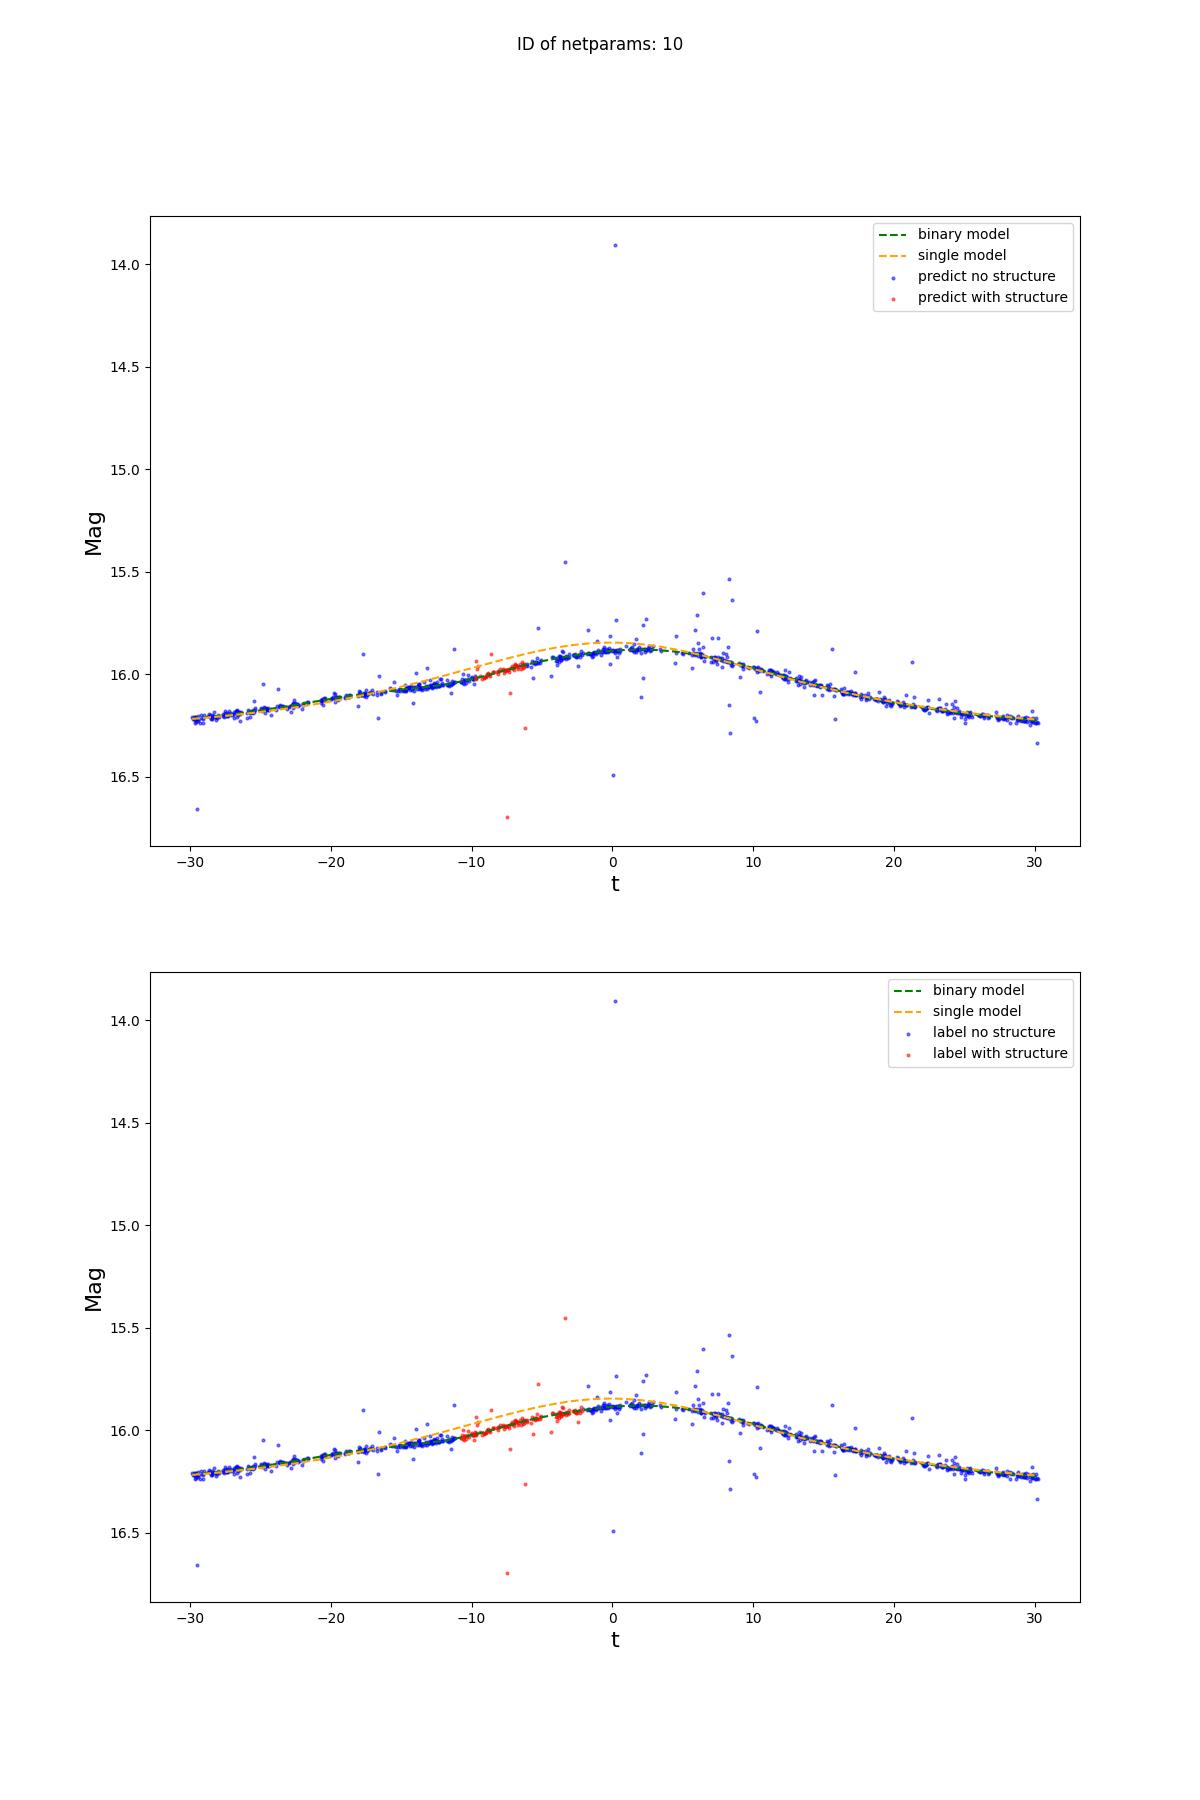 ID of netparams: 10
binary model
single model
predict no structure
predict with structure
14.0
14.5
15.0
15.5
16.0
16.5
Mag
−30
−20
−10
0
10
20
30
t
binary model
single model
label no structure
label with structure
14.0
14.5
15.0
15.5
16.0
16.5
Mag
−30
−20
−10
0
10
20
30
t